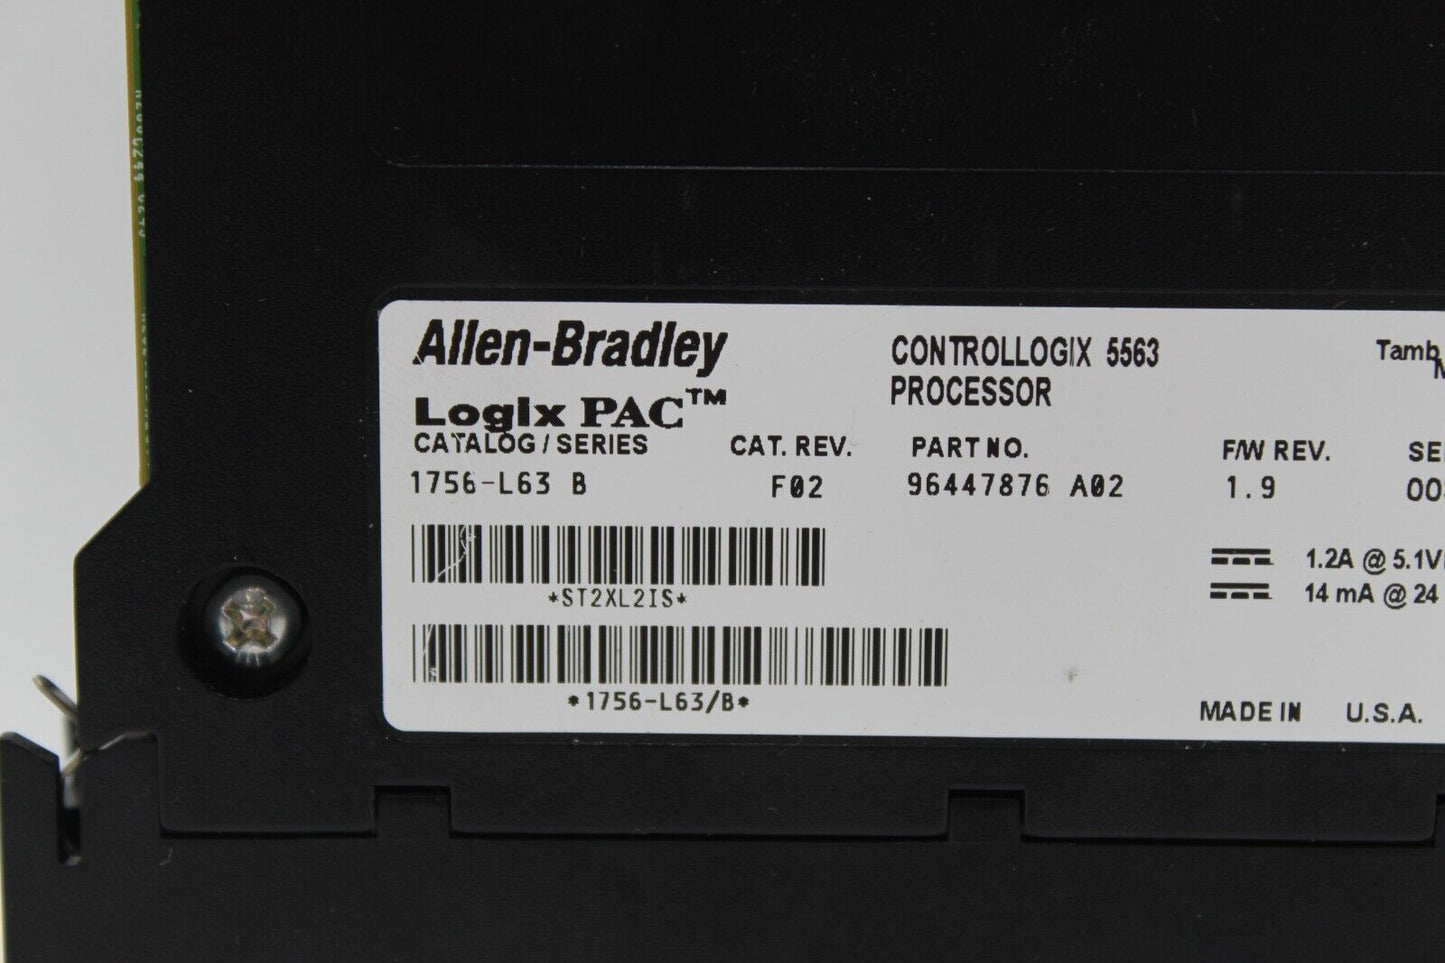 Allen-Bradley
Logix PAC™
CONTROLLOGIX 5563
PROCESSOR
Tamb
CATALOG / SERIES CAT. REV. PART NO. F/W REV.
1756-L63 B F02 96447876 A02 1.9
1.2A @ 5.1V
14 mA @ 24
*ST2XL2IS*
*1756-L63/B*
MADE IN U.S.A.